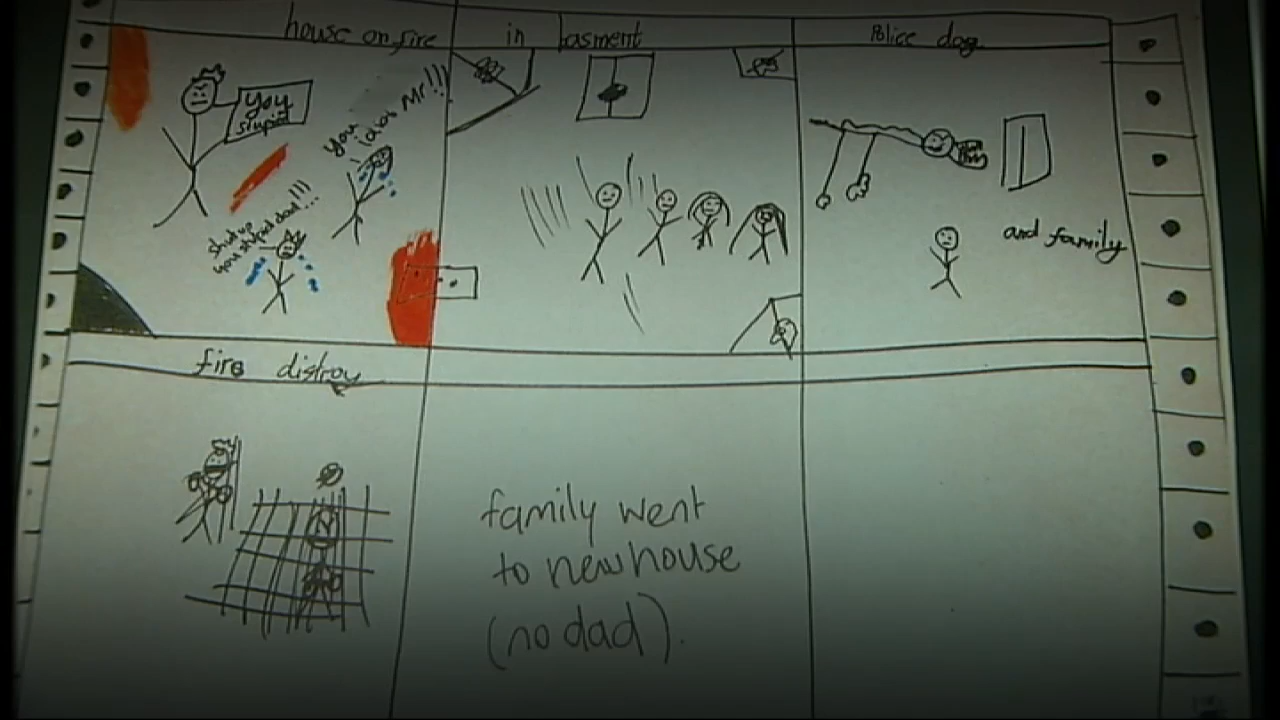 house on fire
in basment
Police dog
you
stupid
you idiot Mr!!!
shut up
you stupid dad!!!
and family
fire distroy
family went
to new house
(no dad).